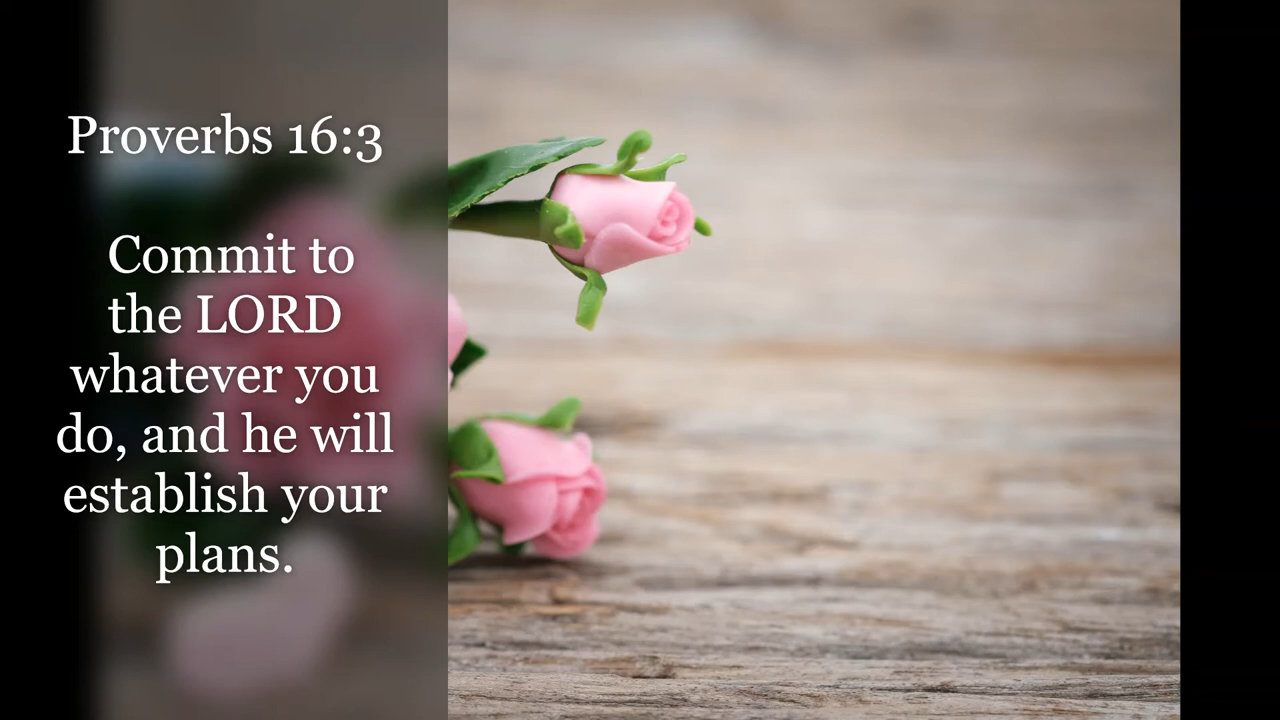 Proverbs 16:3
Commit to
the LORD
whatever you
do, and he will
establish your
plans.